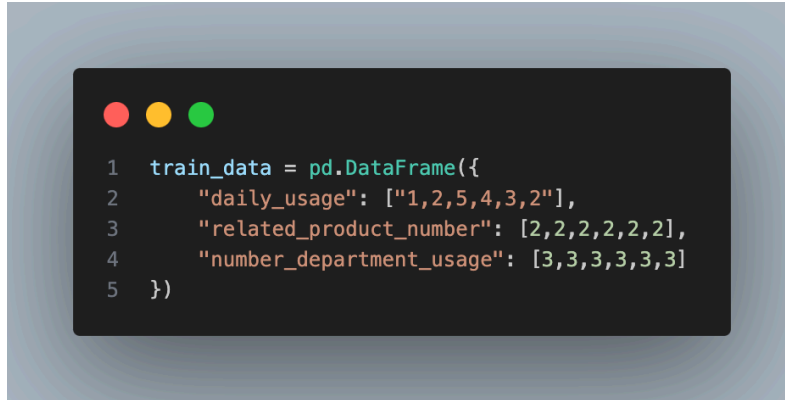 1 train_data = pd.DataFrame({
2     "daily_usage": ["1,2,5,4,3,2"],
3     "related_product_number": [2,2,2,2,2,2],
4     "number_department_usage": [3,3,3,3,3,3]
5 })